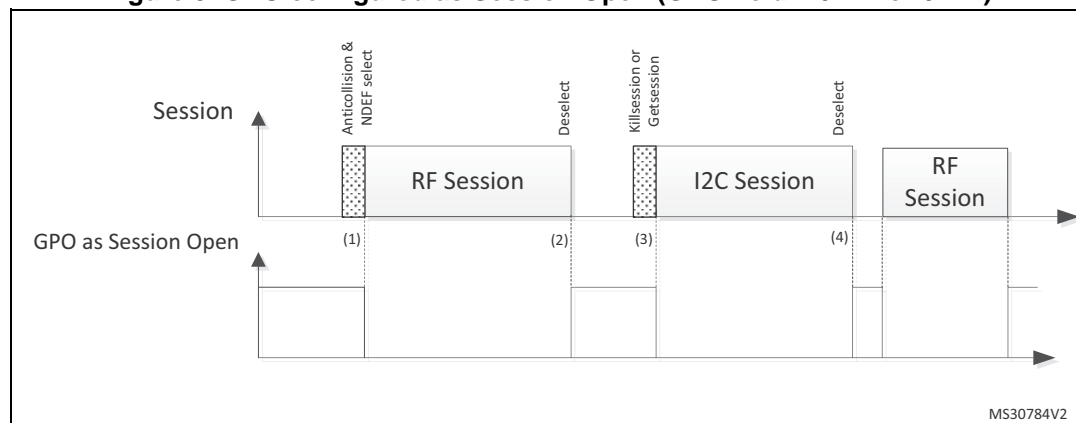 Anticollision &
NDEF select
Deselect
Killsession or
Getsession
Deselect
Session
RF Session
I2C Session
RF
Session
(1)
(2)
(3)
(4)
GPO as Session Open
MS30784V2